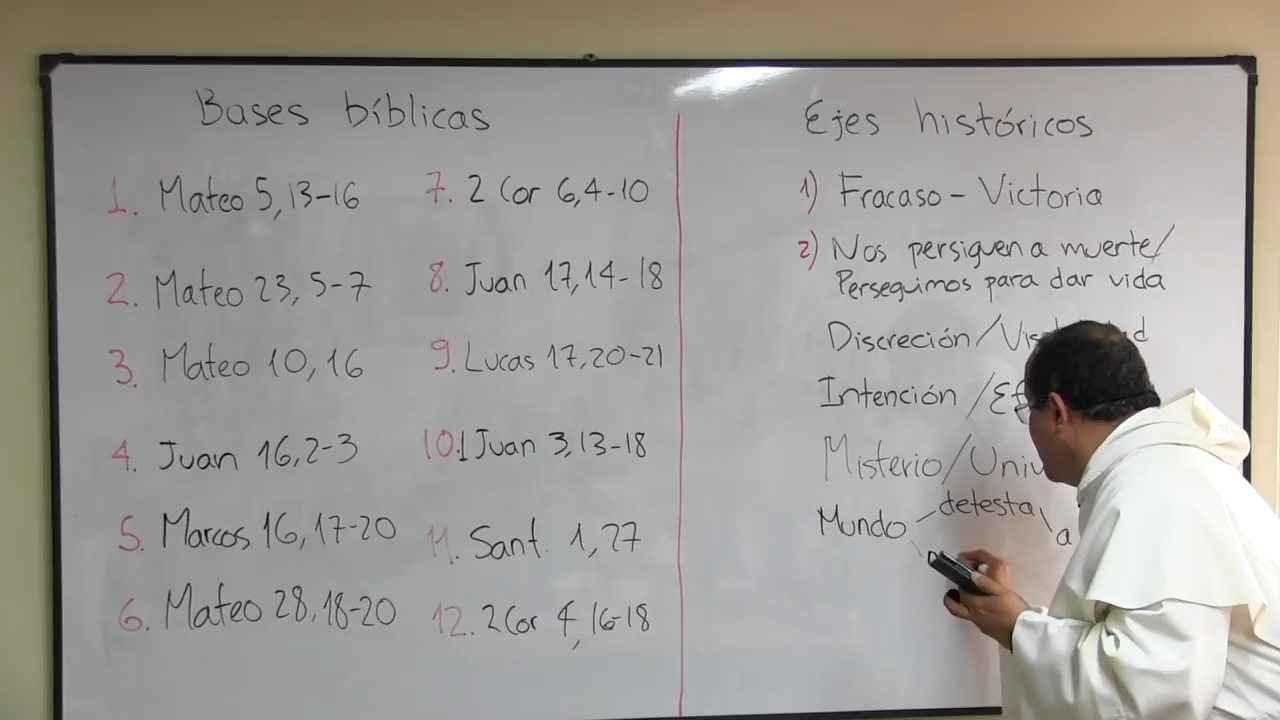 Bases bíblicas
1. Mateo 5, 13-16
2. Mateo 23, 5-7
3. Mateo 10, 16
4. Juan 16, 2-3
5. Marcos 16, 17-20
6. Mateo 28, 18-20
7. 2 Cor 6, 4-10
8. Juan 17, 14-18
9. Lucas 17, 20-21
10. 1 Juan 3, 13-18
11. Sant. 1, 27
12. 2 Cor 4, 16-18
Ejes históricos
1) Fracaso - Victoria
2) Nos persiguen a muerte/
Perseguimos para dar vida
Discreción/
Intención /
Misterio/
Mundo - detesta \ a